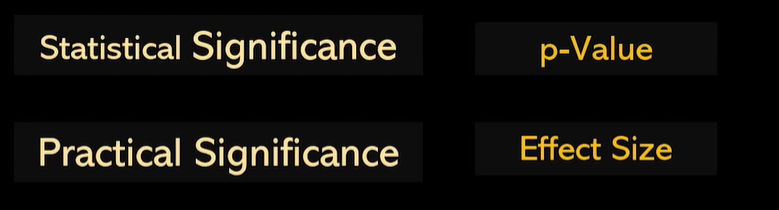 Statistical Significance
p-Value
Practical Significance
Effect Size